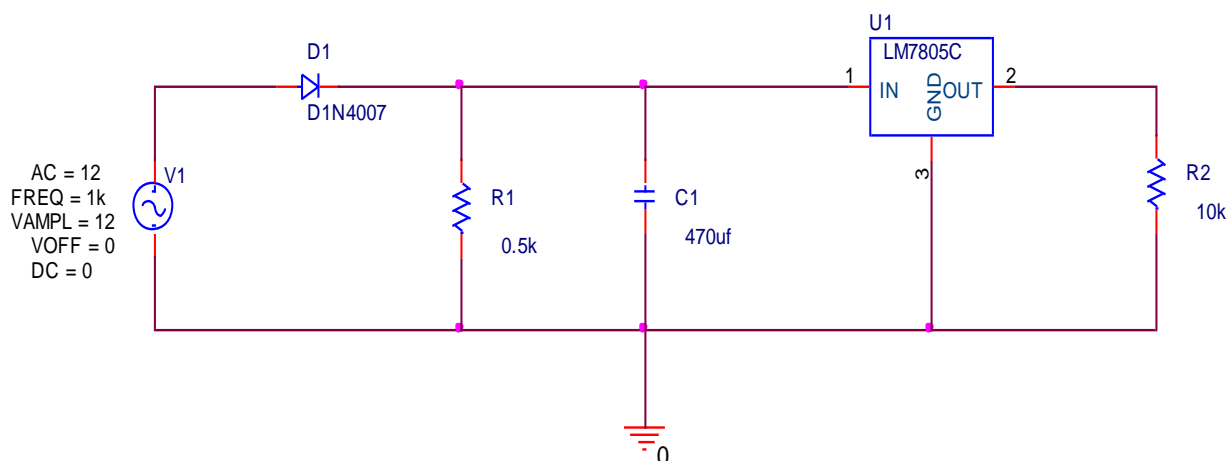 U1
LM7805C
D1
1
IN
GND
OUT
2
D1N4007
AC = 12
FREQ = 1k
VAMPL = 12
VOFF = 0
DC = 0
V1
R1
0.5k
C1
470uf
3
R2
10k
0